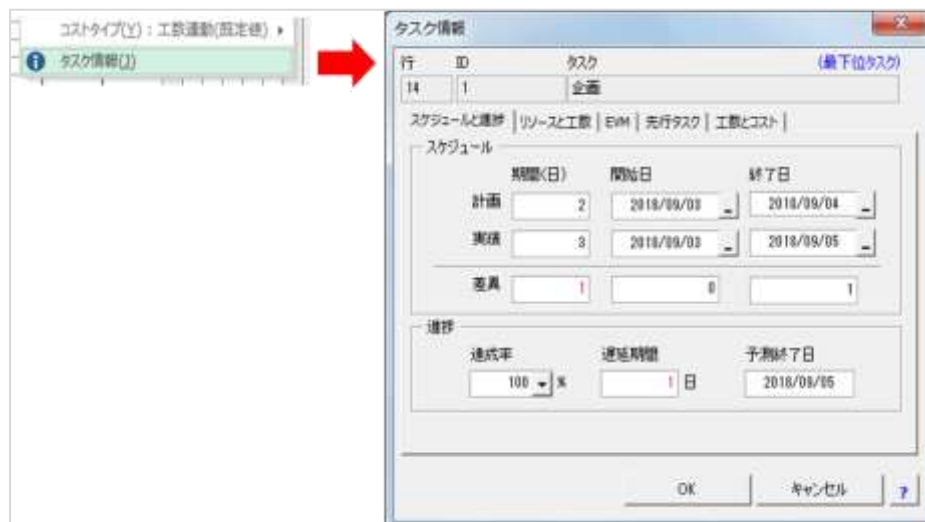 コストタイプ(Y):工数連動(既定値)
タスク情報(J)
タスク情報
行 ID タスク (最下位タスク)
14 1 企画
スケジュールと進捗 リソースと工数 EVM 先行タスク 工数とコスト
スケジュール
期間(日) 開始日 終了日
計画 2 2018/09/03 2018/09/04
実績 3 2018/09/03 2018/09/05
差異 1 0 1
進捗
達成率 遅延期間 予測終了日
100 % 1 日 2018/09/05
OK キャンセル ?